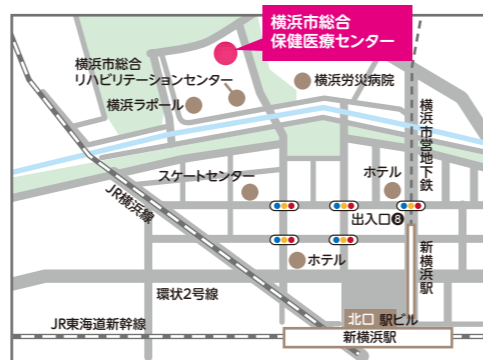 横浜市総合
保健医療センター
横浜市総合
リハビリテーションセンター
横浜労災病院
横浜ラポール
横浜市営地下鉄
スケートセンター
ホテル
JR横浜線
出入口❽
新横浜駅
ホテル
環状2号線
北口 駅ビル
JR東海道新幹線
新横浜駅